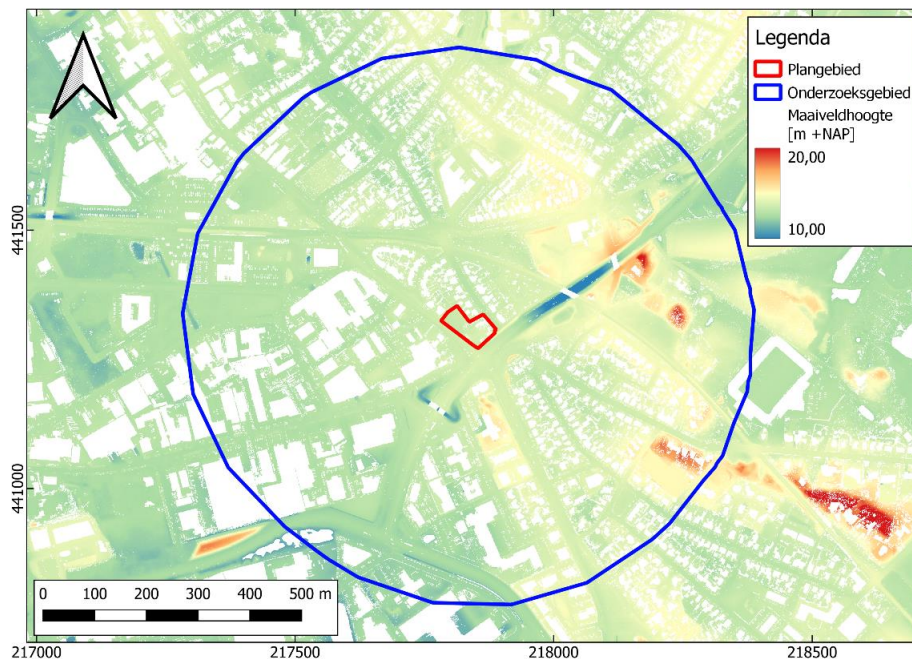 Legenda
Plangebied
Onderzoeksgebied
Maaiveldhoogte
[m +NAP]
20,00
10,00
441500
441000
0 100 200 300 400 500 m
217000 217500 218000 218500